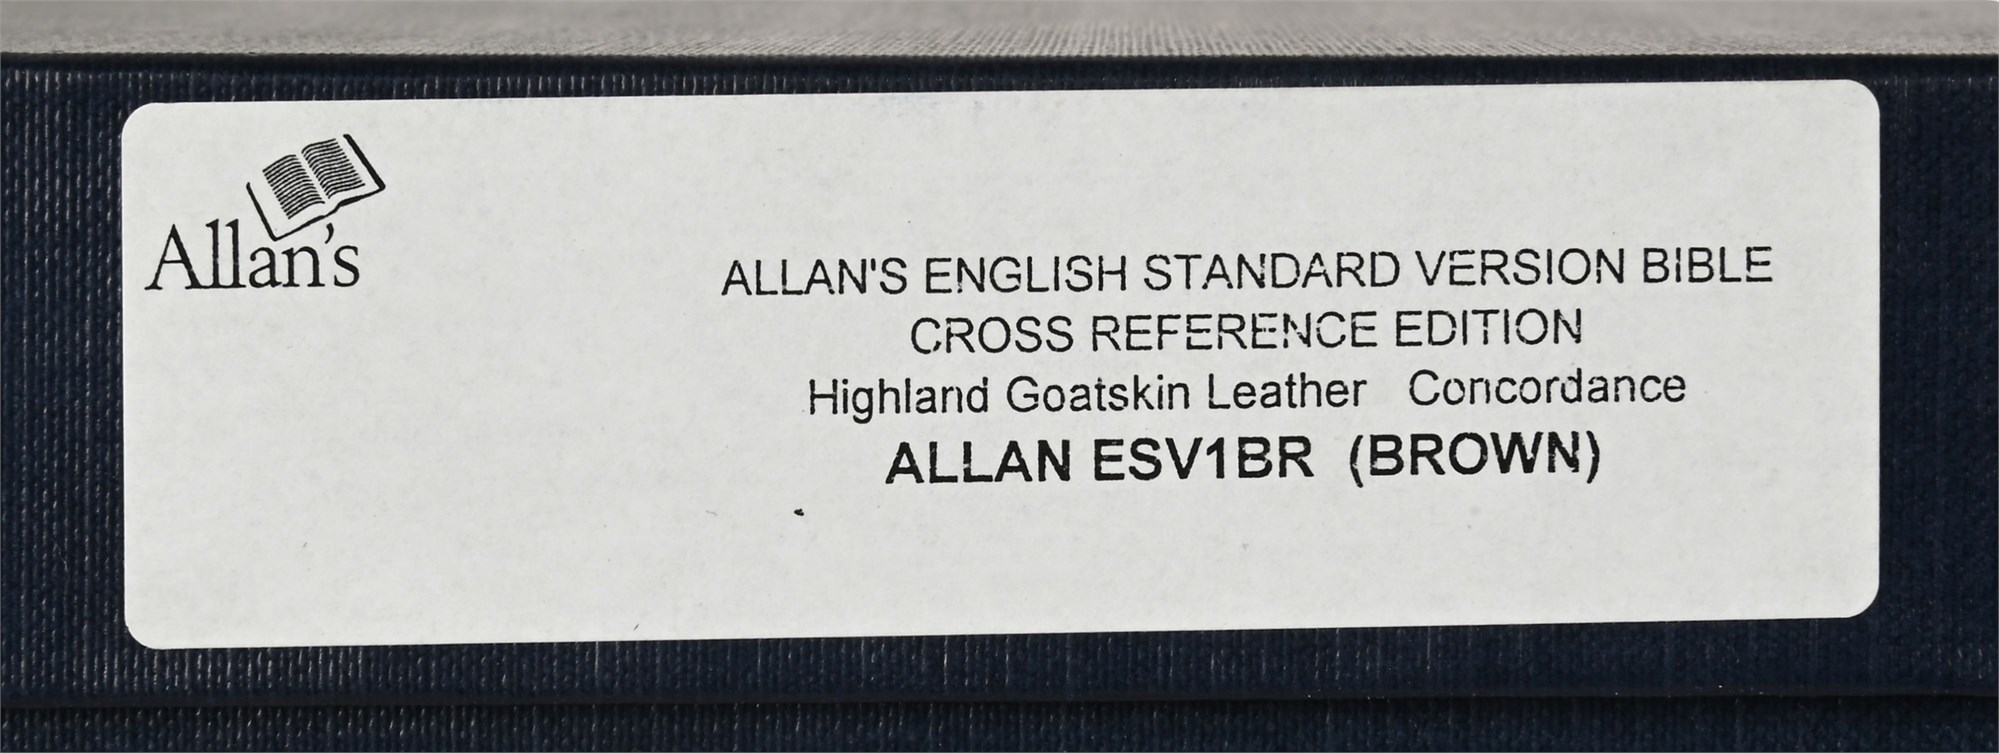 Allan's
ALLAN'S ENGLISH STANDARD VERSION BIBLE
CROSS REFERENCE EDITION
Highland Goatskin Leather Concordance
ALLAN ESV1BR (BROWN)